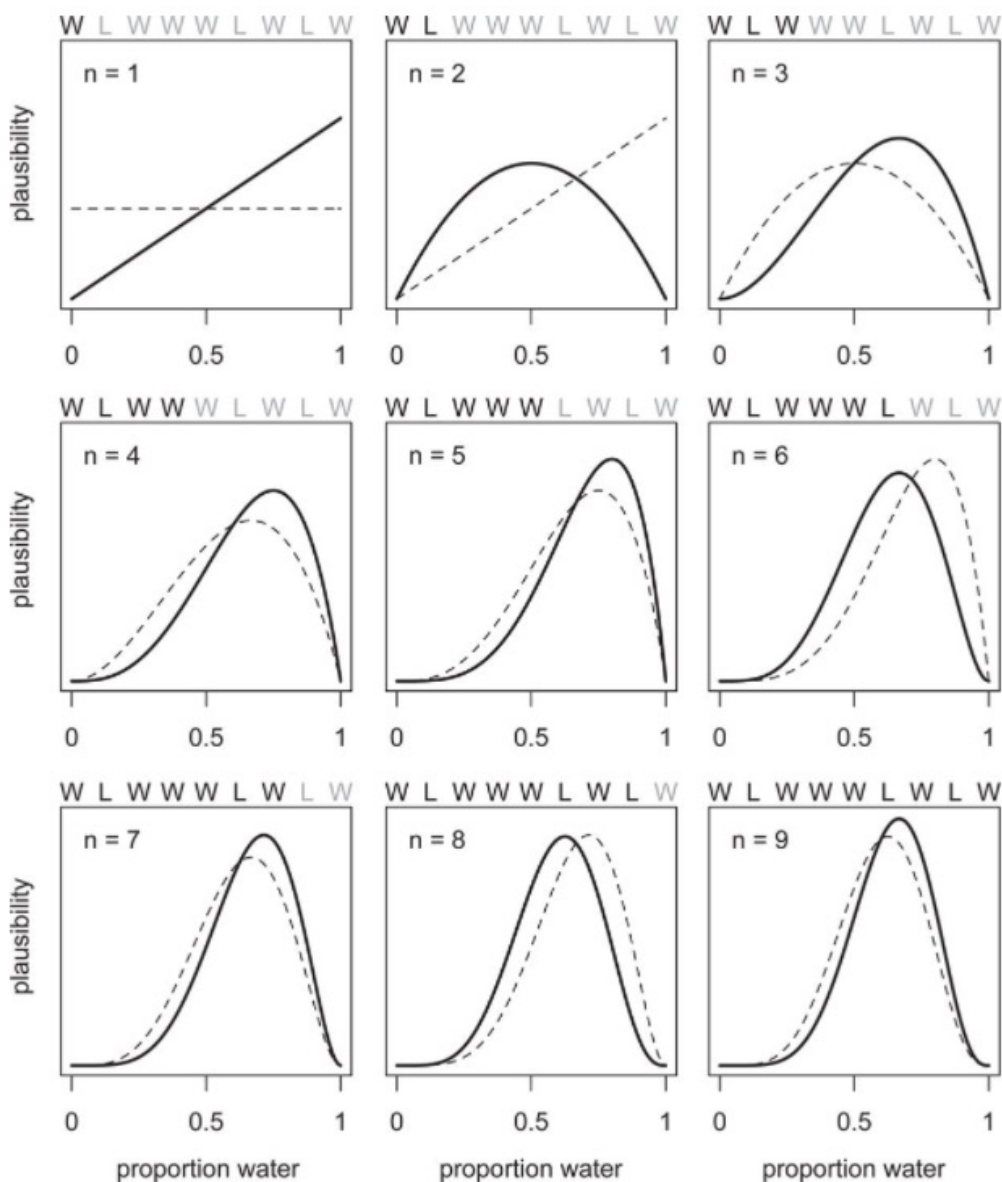 W L W W W L W L W W L W W W L W L W W L W W W L W L W
n = 1 n = 2 n = 3
plausibility
0 0.5 1 0 0.5 1 0 0.5 1
W L W W W L W L W W L W W W L W L W W L W W W L W L W
n = 4 n = 5 n = 6
plausibility
0 0.5 1 0 0.5 1 0 0.5 1
W L W W W L W L W W L W W W L W L W W L W W W L W L W
n = 7 n = 8 n = 9
plausibility
0 0.5 1 0 0.5 1 0 0.5 1
proportion water proportion water proportion water